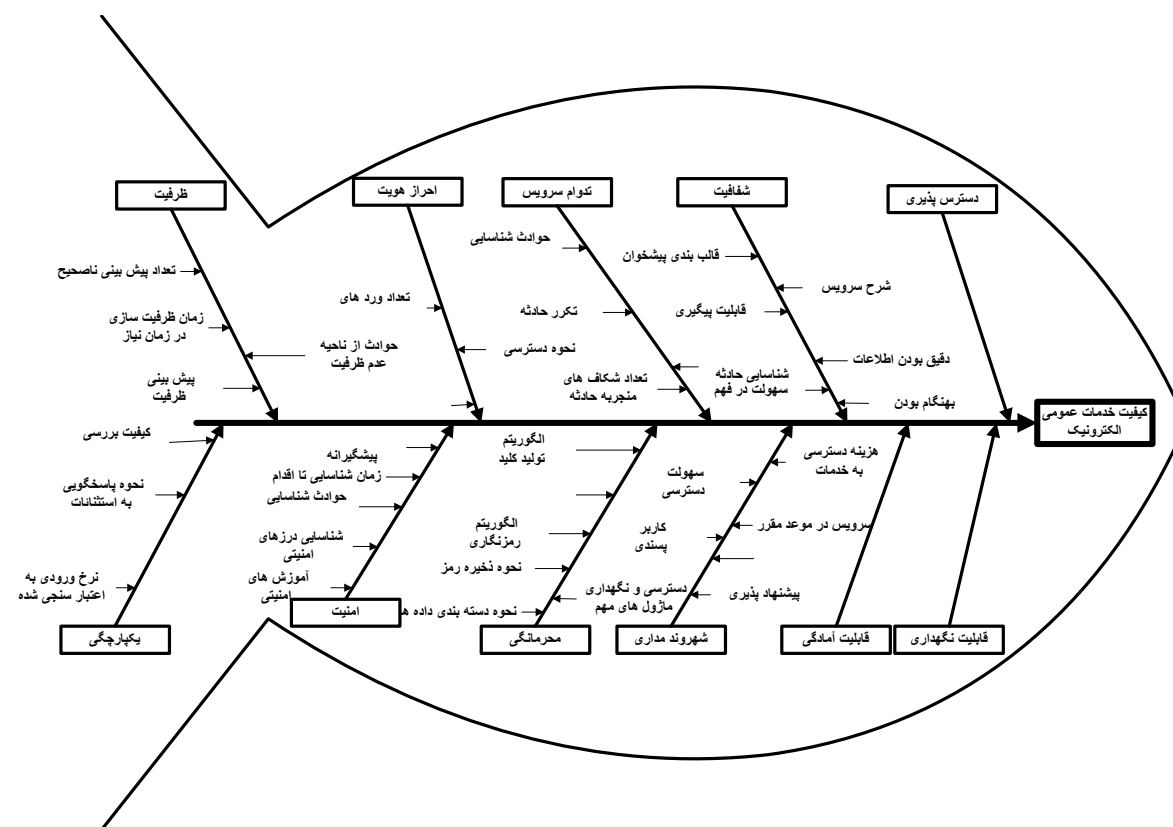 ظرفیت
احراز هویت
تدوام سرویس
شفافیت
دسترس پذیری
حوادث شناسایی
قالب بندی پیشخوان
تعداد پیش بینی ناصحیح
شرح سرویس
تعداد ورد های
تکرر حادثه
قابلیت پیگیری
زمان ظرفیت سازی
در زمان نیاز
حوادث از ناحیه
عدم ظرفیت
نحوه دسترسی
دقیق بودن اطلاعات
شناسایی حادثه
سهولت در فهم
تعداد شکاف های
منجربه حادثه
پیش بینی
ظرفیت
بهنگام بودن
کیفیت خدمات عمومی
الکترونیک
کیفیت بررسی
پیشگیرانه
زمان شناسایی تا اقدام
حوادث شناسایی
الگوریتم
تولید کلید
هزینه دسترسی
به خدمات
سهولت
دسترسی
نحوه پاسخگویی
به استثنائات
شناسایی درزهای
امنیتی
الگوریتم
رمزنگاری
کاربر
پسندی
سرویس در موعد مقرر
نحوه ذخیره رمز
نرخ ورودی به
اعتبار سنجی شده
آموزش های
امنیتی
دسترسی و نگهداری
ماژول های مهم
پیشنهاد پذیری
نحوه دسته بندی داده ه
امنیت
یکپارچگی
محرمانگی
شهروند مداری
قابلیت آمادگی
قابلیت نگهداری